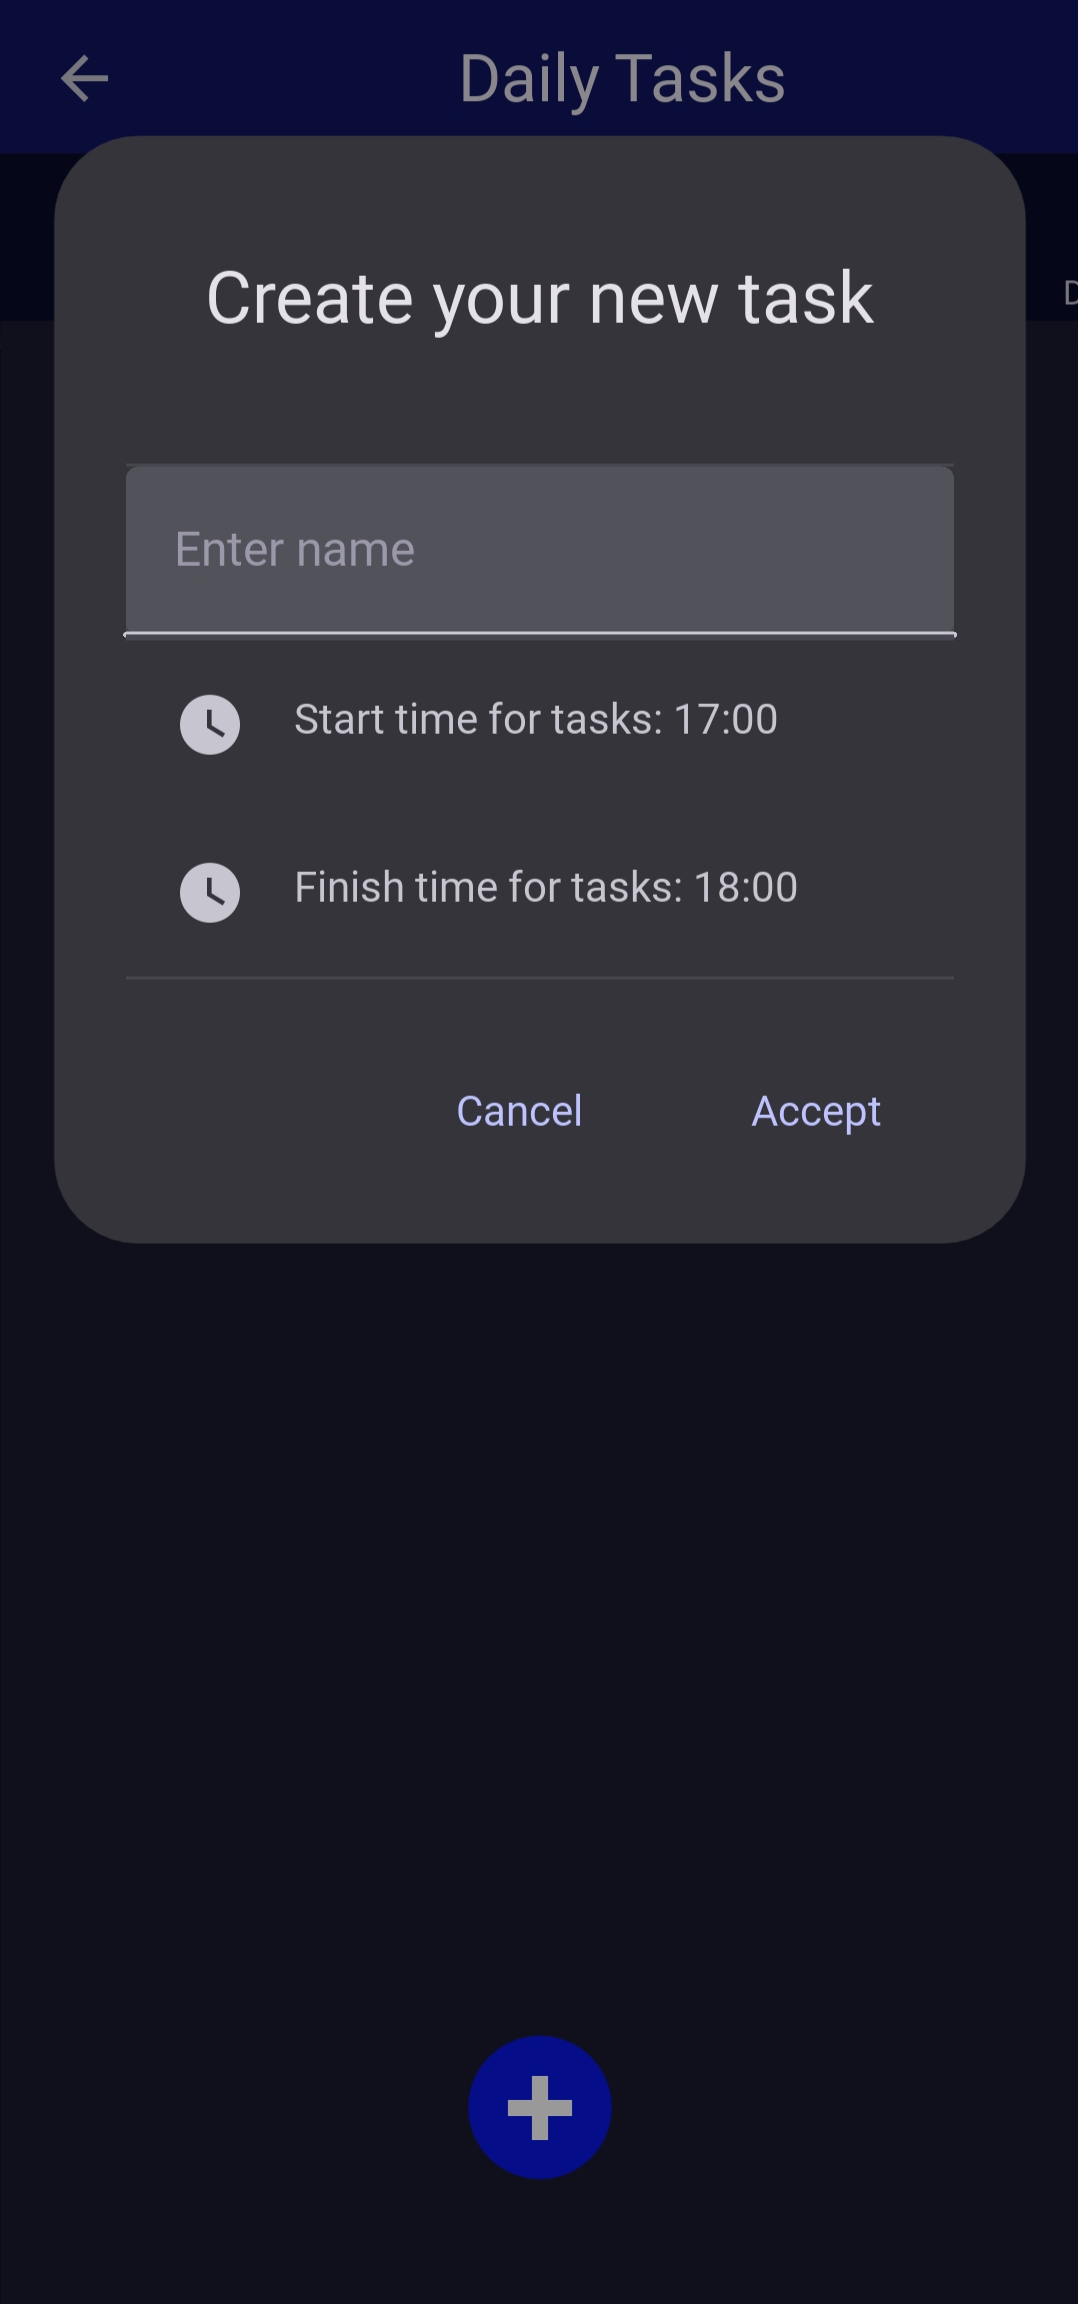 Daily Tasks
Create your new task
Enter name
Start time for tasks: 17:00
Finish time for tasks: 18:00
Cancel
Accept